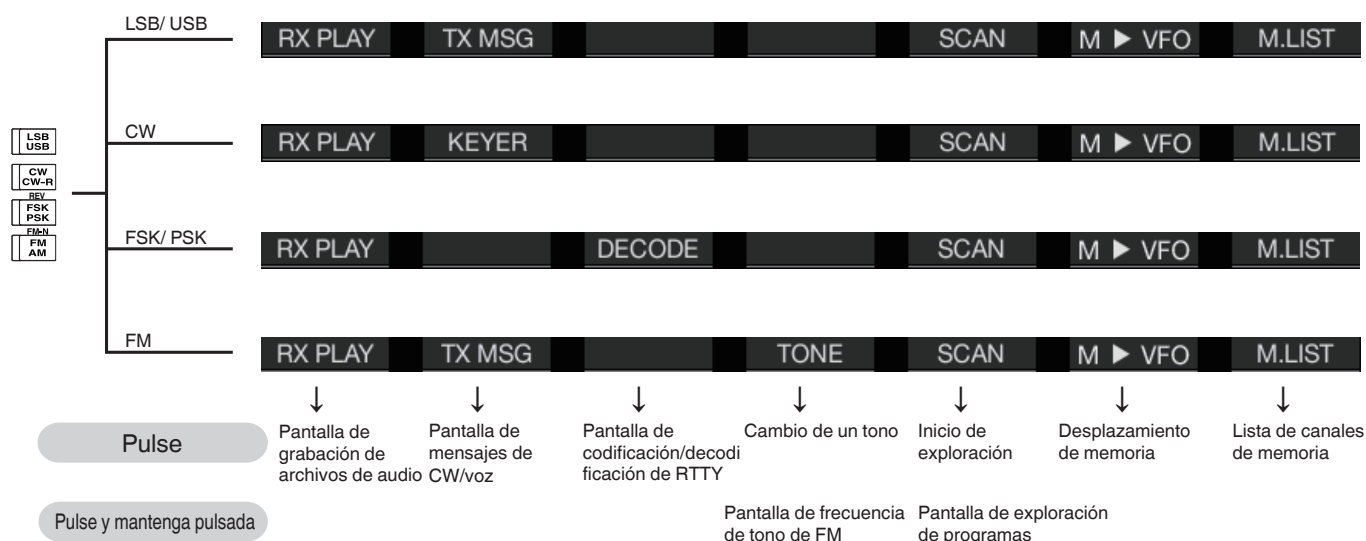 LSB/ USB
RX PLAY TX MSG SCAN M ▶ VFO M.LIST
CW
RX PLAY KEYER SCAN M ▶ VFO M.LIST
LSB
USB
CW
CW-R
REV
FSK
PSK
FM-N
FM
AM
FSK/ PSK
RX PLAY DECODE SCAN M ▶ VFO M.LIST
FM
RX PLAY TX MSG TONE SCAN M ▶ VFO M.LIST
↓ ↓ ↓ ↓ ↓ ↓ ↓
Pulse
Pantalla de
grabación de
archivos de audio
Pantalla de
mensajes de
CW/voz
Pantalla de
codificación/decodi
ficación de RTTY
Cambio de un tono
Inicio de
exploración
Desplazamiento
de memoria
Lista de canales
de memoria
Pulse y mantenga pulsada
Pantalla de frecuencia
de tono de FM
Pantalla de exploración
de programas